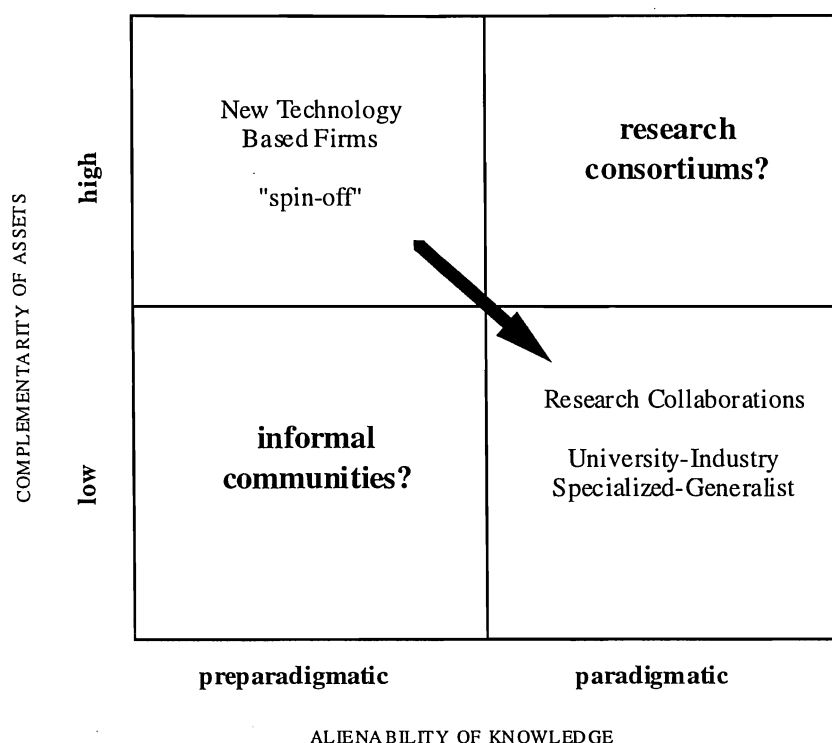 New Technology
Based Firms
"spin-off"
research
consortiums?
high
COMPLEMENTARITY OF ASSETS
informal
communities?
Research Collaborations
University-Industry
Specialized-Generalist
low
preparadigmatic
paradigmatic
ALIENABILITY OF KNOWLEDGE